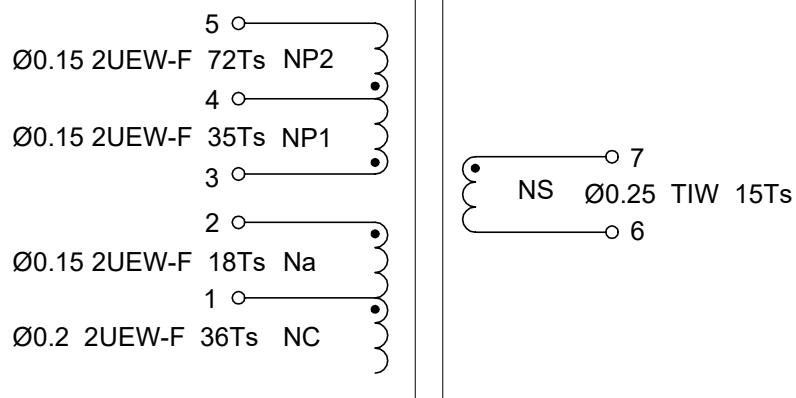 5
Ø0.15 2UEW-F 72Ts NP2
4
Ø0.15 2UEW-F 35Ts NP1
3
2
Ø0.15 2UEW-F 18Ts Na
1
Ø0.2 2UEW-F 36Ts NC
7
NS Ø0.25 TIW 15Ts
6